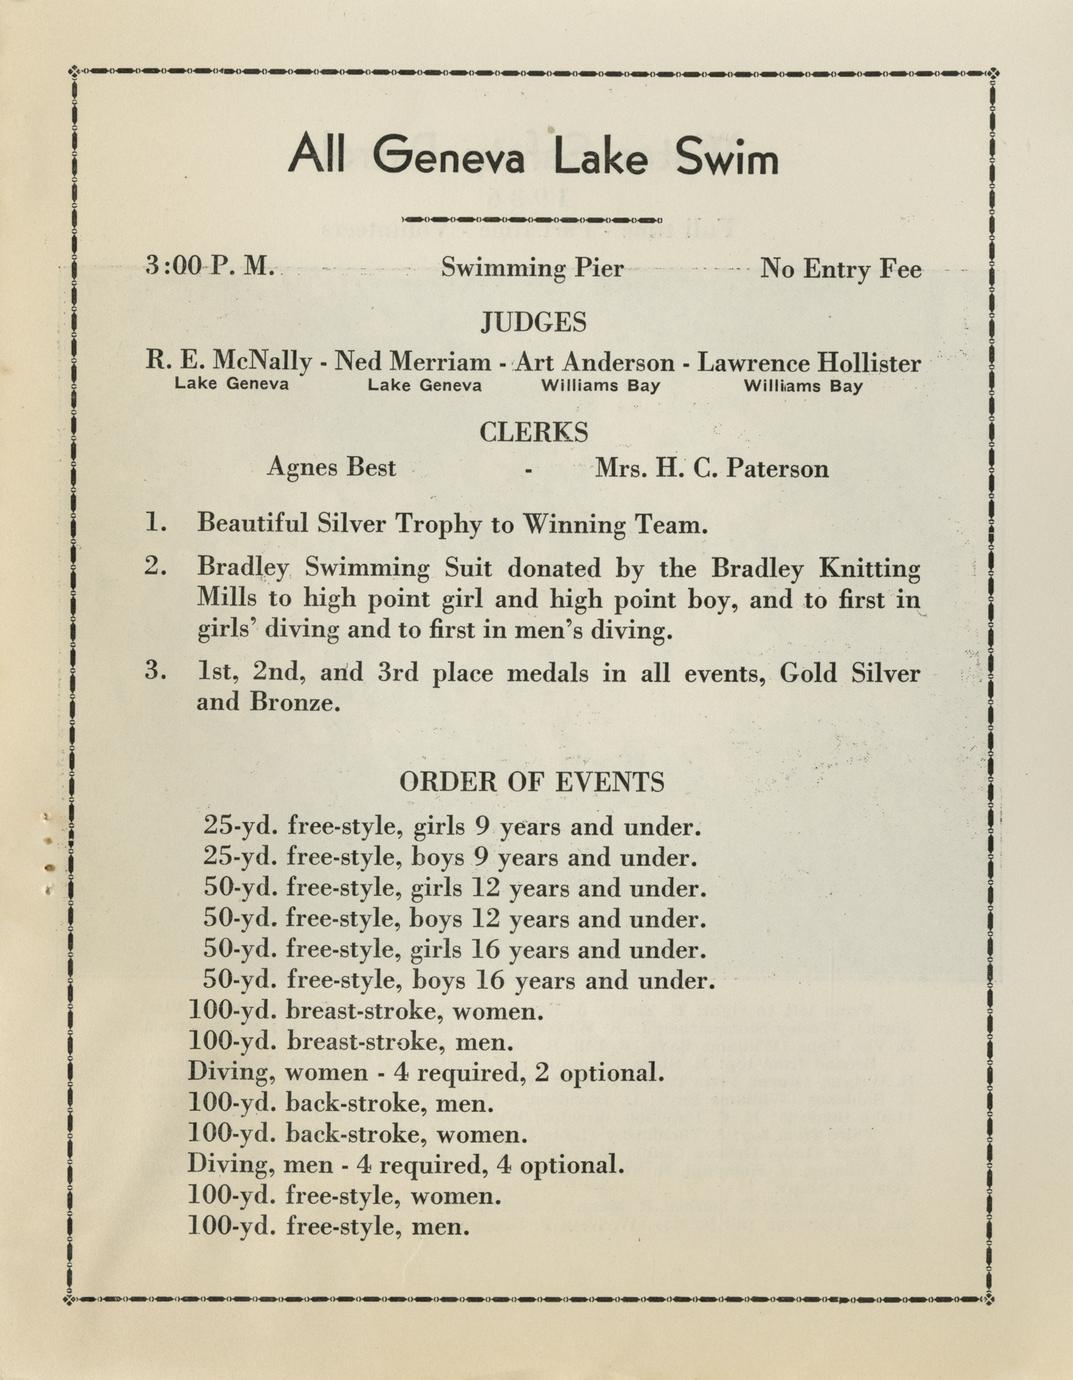 All Geneva Lake Swim
3:00 P. M. Swimming Pier No Entry Fee
JUDGES
R. E. McNally - Ned Merriam - Art Anderson - Lawrence Hollister
Lake Geneva Lake Geneva Williams Bay Williams Bay
CLERKS
Agnes Best - Mrs. H. C. Paterson
1. Beautiful Silver Trophy to Winning Team.
2. Bradley Swimming Suit donated by the Bradley Knitting
Mills to high point girl and high point boy, and to first in
girls' diving and to first in men's diving.
3. 1st, 2nd, and 3rd place medals in all events, Gold Silver
and Bronze.
ORDER OF EVENTS
25-yd. free-style, girls 9 years and under.
25-yd. free-style, boys 9 years and under.
50-yd. free-style, girls 12 years and under.
50-yd. free-style, boys 12 years and under.
50-yd. free-style, girls 16 years and under.
50-yd. free-style, boys 16 years and under.
100-yd. breast-stroke, women.
100-yd. breast-stroke, men.
Diving, women - 4 required, 2 optional.
100-yd. back-stroke, men.
100-yd. back-stroke, women.
Diving, men - 4 required, 4 optional.
100-yd. free-style, women.
100-yd. free-style, men.